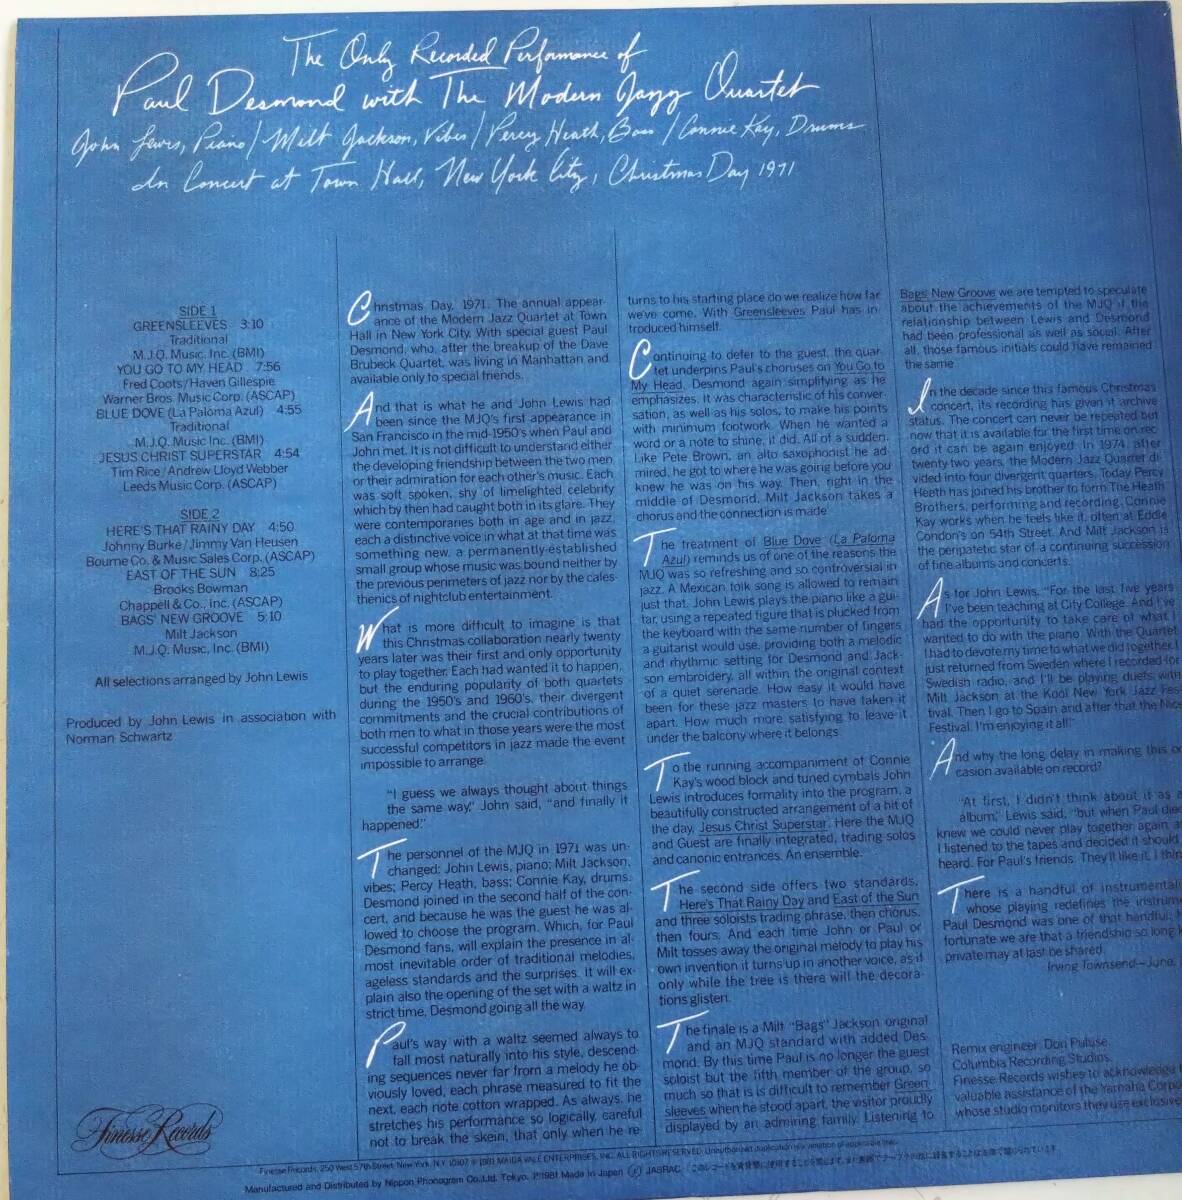 The Only Recorded Performance of
Paul Desmond with The Modern Jazz Quartet
John Lewis, Piano / Milt Jackson, Vibes / Percy Heath, Bass / Connie Kay, Drums
In Concert at Town Hall, New York City, Christmas Day 1971
SIDE 1
GREENSLEEVES 3:10
Traditional
M.J.Q. Music, Inc. (BMI)
YOU GO TO MY HEAD 7:56
Fred Coots/Haven Gillespie
Warner Bros. Music Corp. (ASCAP)
BLUE DOVE (La Paloma Azul) 4:55
Traditional
M.J.Q. Music, Inc. (BMI)
JESUS CHRIST SUPERSTAR 4:54
Tim Rice/Andrew Lloyd Webber
Leeds Music Corp. (ASCAP)
SIDE 2
HERE'S THAT RAINY DAY 4:50
Johnny Burke/Jimmy Van Heusen
Bourne Co. & Music Sales Corp. (ASCAP)
EAST OF THE SUN 8:25
Brooks Bowman
Chappell & Co., Inc. (ASCAP)
BAGS' NEW GROOVE 5:10
Milt Jackson
M.J.Q. Music, Inc. (BMI)
All selections arranged by John Lewis
Produced by John Lewis in association with
Norman Schwartz
Finesse Records
Christmas Day, 1971. The annual appear-
ance of the Modern Jazz Quartet at Town
Hall in New York City. With special guest Paul
Desmond, who, after the breakup of the Dave
Brubeck Quartet, was living in Manhattan and
available only to special friends.
And that is what he and John Lewis had
been since the MJQ's first appearance in
San Francisco in the mid-1950's when Paul and
John met. It is not difficult to understand either
the developing friendship between the two men
or their admiration for each other's music. Each
was soft spoken, shy of limelighted celebrity
which by then had caught both in its glare. They
were contemporaries both in age and in jazz,
each a distinctive voice in what at that time was
something new, a permanently-established
small group whose music was bound neither by
the previous perimeters of jazz nor by the cales-
thenics of nightclub entertainment.
What is more difficult to imagine is that
this Christmas collaboration nearly twenty
years later was their first and only opportunity
to play together. Each had wanted it to happen,
but the enduring popularity of both quartets
during the 1950's and 1960's, their divergent
commitments and the crucial contributions of
both men to what in those years were the most
successful competitors in jazz made the event
impossible to arrange.
"I guess we always thought about things
the same way," John said, "and finally it
happened."
The personnel of the MJQ in 1971 was un-
changed: John Lewis, piano; Milt Jackson,
vibes; Percy Heath, bass; Connie Kay, drums.
Desmond joined in the second half of the con-
cert, and because he was the guest he was al-
lowed to choose the program. Which, for Paul
Desmond fans, will explain the presence in al-
most inevitable order of traditional melodies,
ageless standards and the surprises. It will ex-
plain also the opening of the set with a waltz in
strict time, Desmond going all the way.
Paul's way with a waltz seemed always to
fall most naturally into his style, descend-
ing sequences never far from a melody he ob-
viously loved, each phrase measured to fit the
next, each note cotton wrapped. As always, he
stretches his performance so logically, careful
not to break the skein, that only when he re-
turns to his starting place do we realize how far
we've come. With Greensleeves Paul has in-
troduced himself.
Continuing to defer to the guest, the quar-
tet underpins Paul's choruses on You Go to
My Head, Desmond again simplifying as he
emphasizes. It was characteristic of his conver-
sation, as well as his solos, to make his points
with minimum footwork. When he wanted a
word or a note to shine, it did. All of a sudden.
Like Pete Brown, an alto saxophonist he ad-
mired, he got to where he was going before you
knew he was on his way. Then, right in the
middle of Desmond, Milt Jackson takes a
chorus and the connection is made.
The treatment of Blue Dove (La Paloma
Azul) reminds us of one of the reasons the
MJQ was so refreshing and so controversial in
jazz. A Mexican folk song is allowed to remain
just that. John Lewis plays the piano like a gui-
tar, using a repeated figure that is plucked from
the keyboard with the same number of fingers
a guitarist would use, providing both a melodic
and rhythmic setting for Desmond and Jack-
son embroidery, all within the original context
of a quiet serenade. How easy it would have
been for these jazz masters to have taken it
apart. How much more satisfying to leave it
under the balcony where it belongs.
To the running accompaniment of Connie
Kay's wood block and tuned cymbals John
Lewis introduces formality into the program, a
beautifully constructed arrangement of a hit of
the day, Jesus Christ Superstar. Here the MJQ
and Guest are finally integrated, trading solos
and canonic entrances. An ensemble.
The second side offers two standards,
Here's That Rainy Day and East of the Sun
and three soloists trading phrase, then chorus,
then fours. And each time John or Paul or
Milt tosses away the original melody to play his
own invention it turns up in another voice, as if
only while the tree is there will the decora-
tions glisten.
The finale is a Milt "Bags" Jackson original
and an MJQ standard with added Des-
mond. By this time Paul is no longer the guest
soloist but the fifth member of the group, so
much so that is is difficult to remember Green-
sleeves when he stood apart, the visitor proudly
displayed by an admiring family. Listening to
Bags' New Groove we are tempted to speculate
about the achievements of the MJQ if the
relationship between Lewis and Desmond
had been professional as well as social. After
all, those famous initials could have remained
the same.
In the decade since this famous Christmas
concert, its recording has given it archive
status. The concert can never be repeated but
now that it is available for the first time on rec-
ord it can be again enjoyed. In 1974, after
twenty two years, the Modern Jazz Quartet di-
vided into four divergent quarters. Today Percy
Heath has joined his brother to form The Heath
Brothers, performing and recording, Connie
Kay works when he feels like it, often at Eddie
Condon's on 54th Street. And Milt Jackson is
the peripatetic star of a continuing succession
of fine albums and concerts.
As for John Lewis, "For the last five years
I've been teaching at City College. And I've
had the opportunity to take care of what I
wanted to do with the piano. With the Quartet
I had to devote my time to what we did together. I
just returned from Sweden where I recorded for
Swedish radio, and I'll be playing duets with
Milt Jackson at the Kool New York Jazz Fes-
tival. Then I go to Spain and after that the Nice
Festival. I'm enjoying it all!"
And why the long delay in making this oc-
casion available on record?
"At first, I didn't think about it as a
album," Lewis said, "but when Paul died
knew we could never play together again
I listened to the tapes and decided it should
heard. For Paul's friends. They'll like it, I thin
There is a handful of instrumentali
whose playing redefines the instrume
Paul Desmond was one of that handful;
fortunate we are that a friendship so long
private may at last be shared.
Irving Townsend—June,
Remix engineer, Don Puluse,
Columbia Recording Studios.
Finesse Records wishes to acknowledge
valuable assistance of the Yamaha Corpo
whose studio monitors they use exclusive
Finesse Records, 250 West 57th Street, New York, N.Y. 10107 ℗ 1981 MAIDA VALE ENTERPRISES, INC. ALL RIGHTS RESERVED. Unauthorized duplication is a violation of applicable laws.
Manufactured and Distributed by Nippon Phonogram Co., Ltd. Tokyo. ℗1981 Made in Japan JASRAC